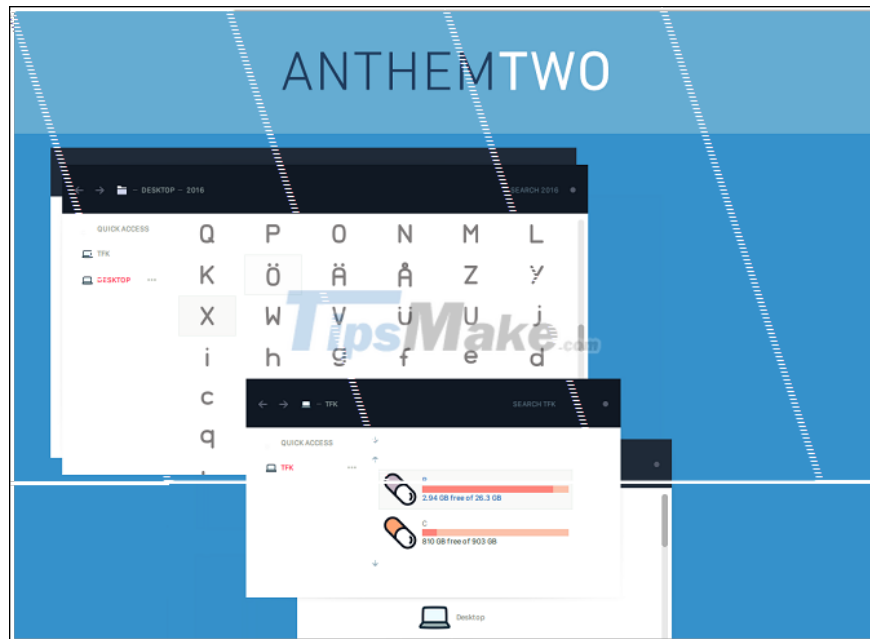 ANTHEMTWO
DESKTOP - 2016
SEARCH 2016
QUICK ACCESS
TFK
DESKTOP
Q P O N M L
K Ö Ä Å Z y
X W V Ü U j
i h g f e d
c
q
TipsMake.com
- TFK
SEARCH TFK
QUICK ACCESS
TFK
2.94 GB free of 26.3 GB
C
810 GB free of 903 GB
Desktop